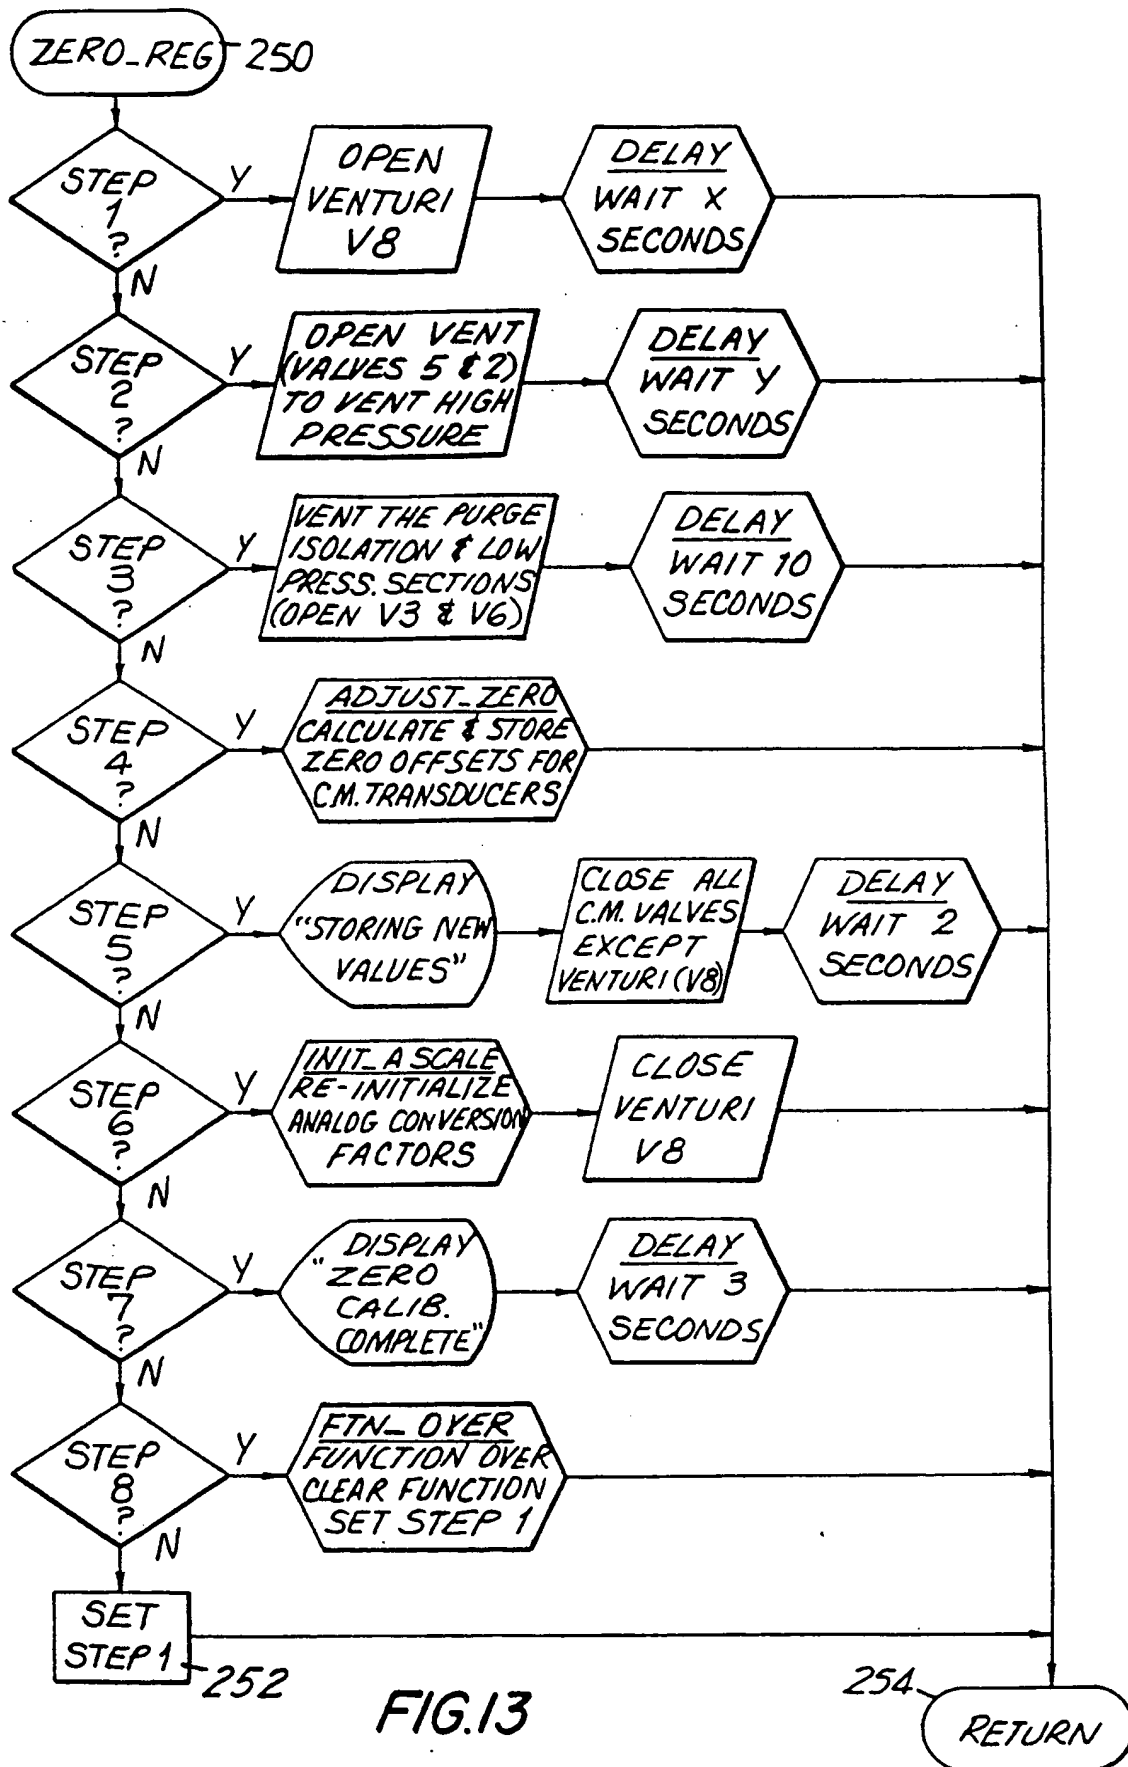 ZERO_REG 250
STEP
1
?
Y
N
OPEN
VENTURI
V8
DELAY
WAIT X
SECONDS
STEP
2
?
Y
N
OPEN VENT
(VALVES 5 & 2)
TO VENT HIGH
PRESSURE
DELAY
WAIT Y
SECONDS
STEP
3
?
Y
N
VENT THE PURGE
ISOLATION & LOW
PRESS. SECTIONS
(OPEN V3 & V6)
DELAY
WAIT 10
SECONDS
STEP
4
?
Y
N
ADJUST_ZERO
CALCULATE & STORE
ZERO OFFSETS FOR
C.M. TRANSDUCERS
STEP
5
?
Y
N
DISPLAY
"STORING NEW
VALUES"
CLOSE ALL
C.M. VALVES
EXCEPT
VENTURI (V8)
DELAY
WAIT 2
SECONDS
STEP
6
?
Y
N
INIT_A SCALE
RE-INITIALIZE
ANALOG CONVERSION
FACTORS
CLOSE
VENTURI
V8
STEP
7
?
Y
N
DISPLAY
"ZERO
CALIB.
COMPLETE"
DELAY
WAIT 3
SECONDS
STEP
8
?
Y
N
FTN_OVER
FUNCTION OVER
CLEAR FUNCTION
SET STEP 1
SET
STEP 1
252
254
RETURN
FIG.13